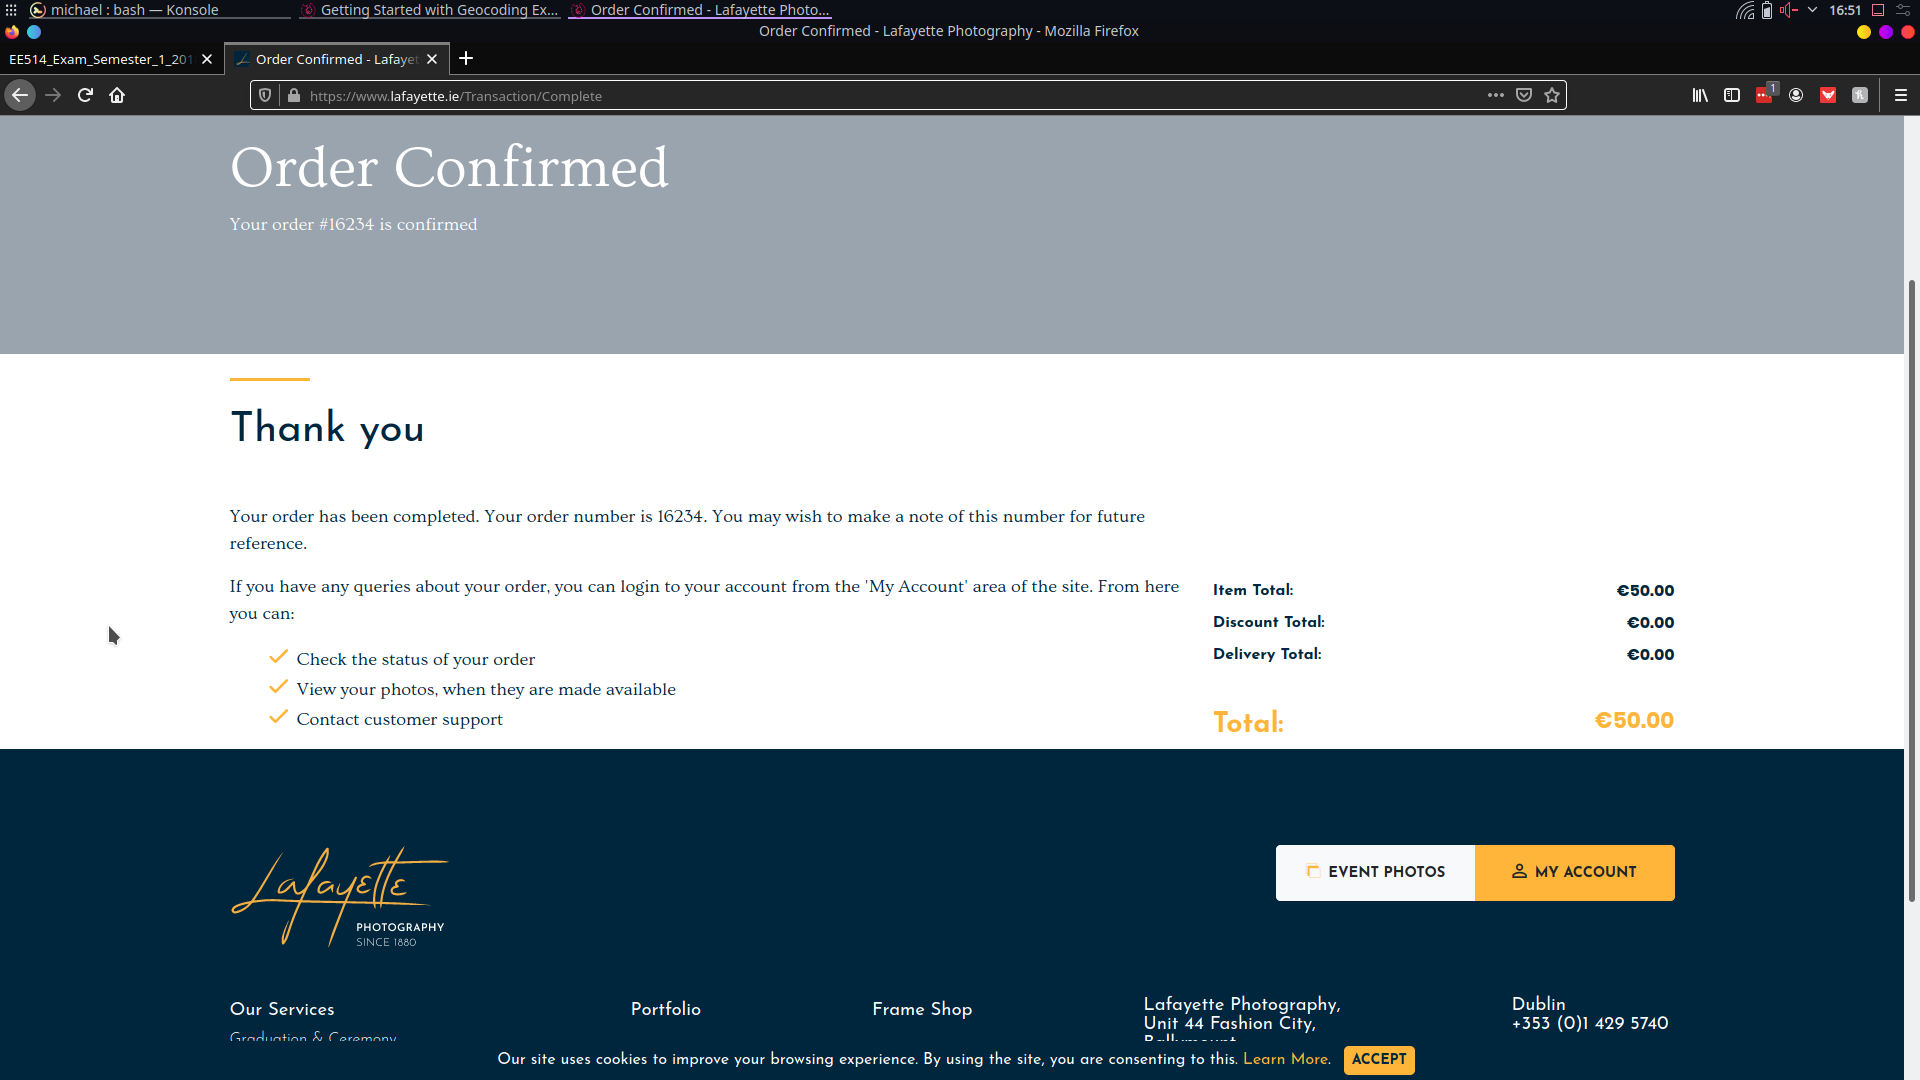 michael : bash — Konsole
Getting Started with Geocoding Ex...
Order Confirmed - Lafayette Photo...
16:51
Order Confirmed - Lafayette Photography - Mozilla Firefox
EE514_Exam_Semester_1_201
Order Confirmed - Lafayet
https://www.lafayette.ie/Transaction/Complete
1
Order Confirmed
Your order #16234 is confirmed
Thank you
Your order has been completed. Your order number is 16234. You may wish to make a note of this number for future
reference.
If you have any queries about your order, you can login to your account from the 'My Account' area of the site. From here
you can:
Check the status of your order
View your photos, when they are made available
Contact customer support
Item Total: €50.00
Discount Total: €0.00
Delivery Total: €0.00
Total: €50.00
Lafayette
PHOTOGRAPHY
SINCE 1880
EVENT PHOTOS
MY ACCOUNT
Our Services
Graduation & Ceremony
Portfolio
Frame Shop
Lafayette Photography,
Unit 44 Fashion City,
Ballymount
Dublin
+353 (0)1 429 5740
Our site uses cookies to improve your browsing experience. By using the site, you are consenting to this. Learn More. ACCEPT